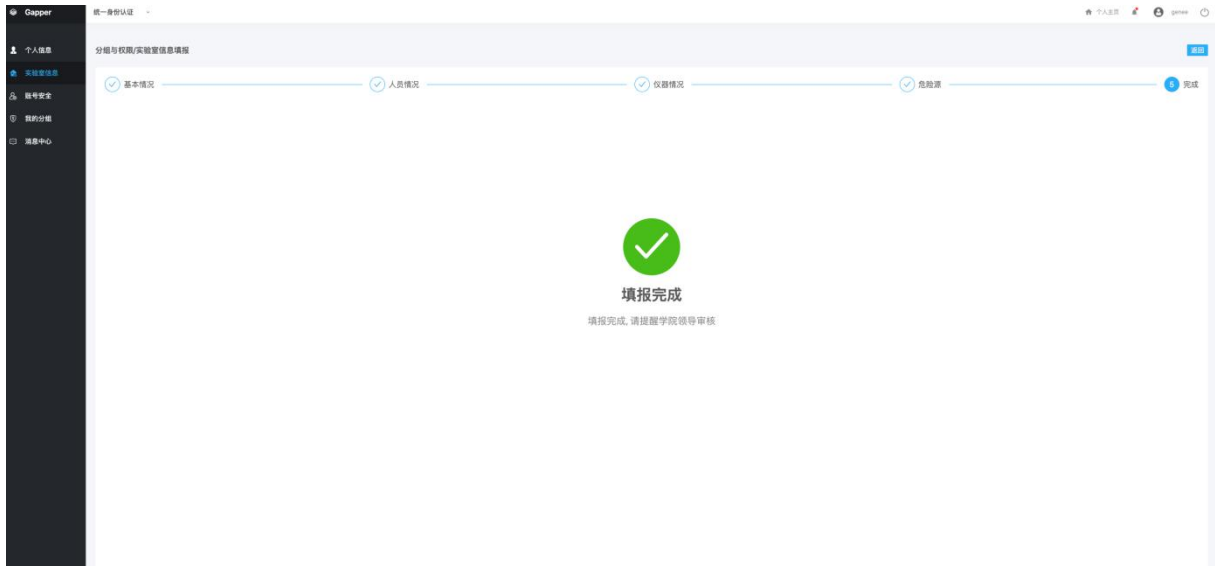 Gapper
统一身份认证
个人主页
genee
个人信息
实验室信息
账号安全
我的分组
消息中心
分组与权限/实验室信息填报
返回
基本情况
人员情况
仪器情况
危险源
5 完成
填报完成
填报完成, 请提醒学院领导审核